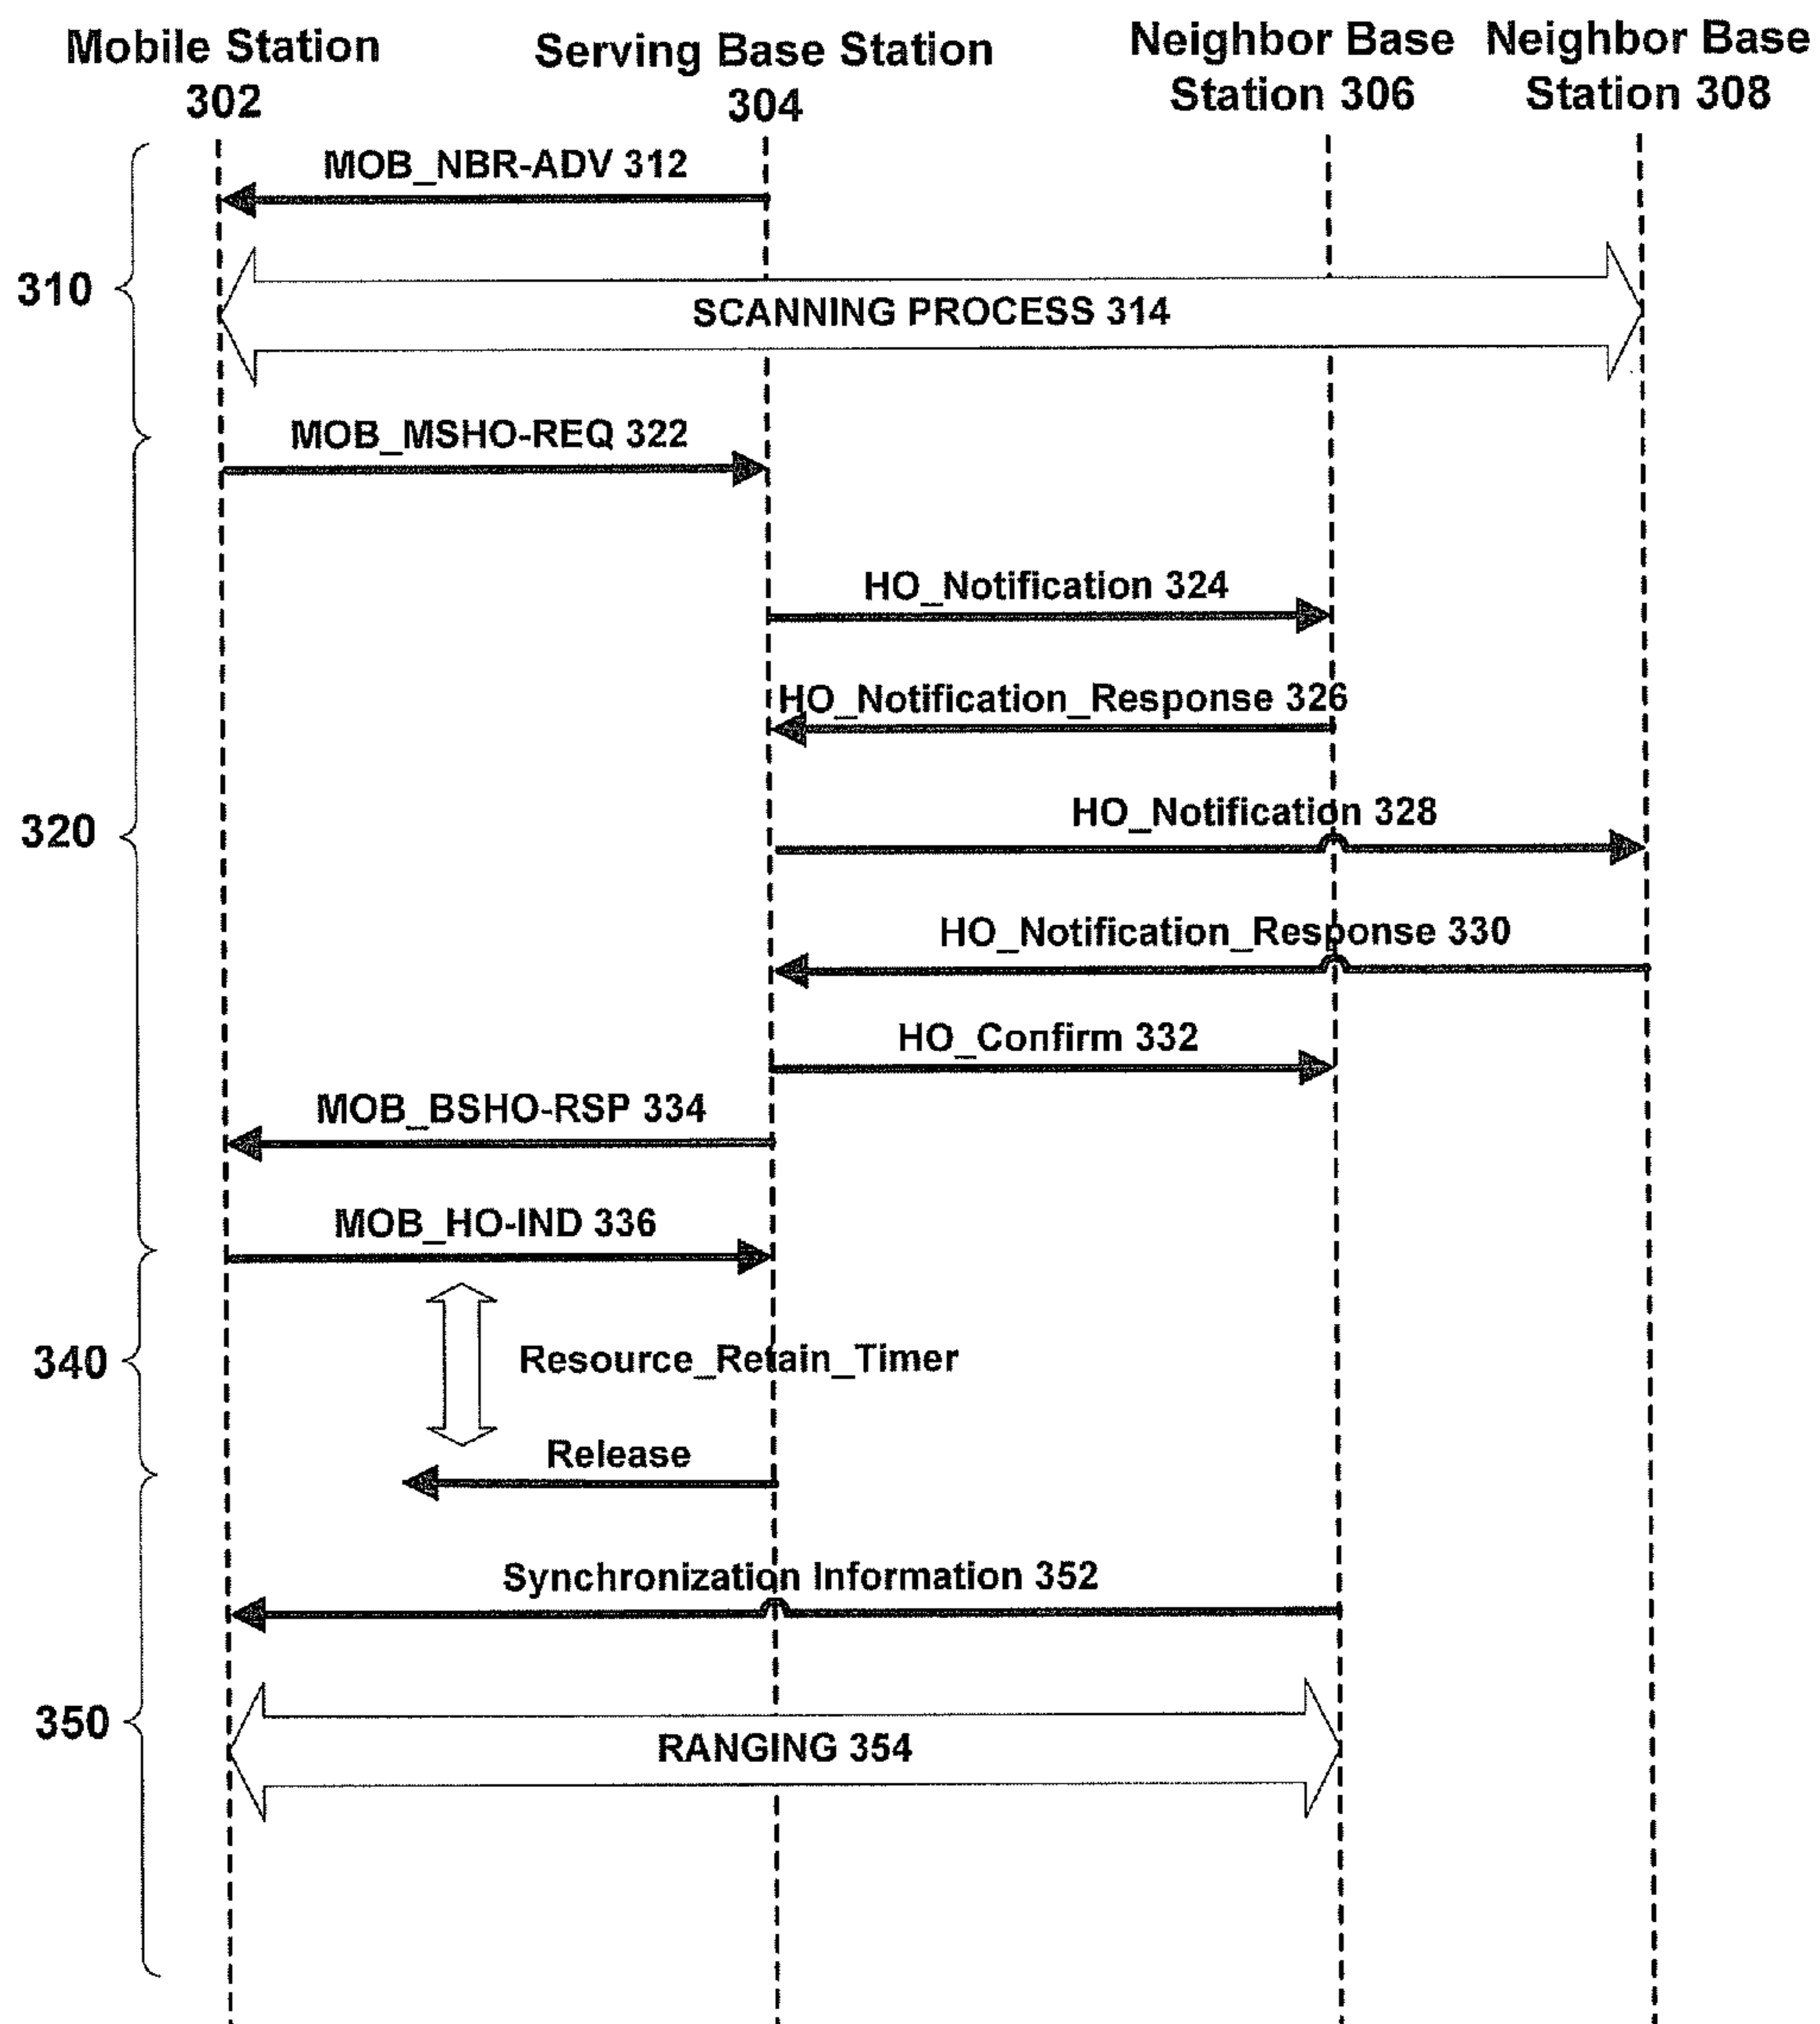 Mobile Station
302
Serving Base Station
304
Neighbor Base
Station 306
Neighbor Base
Station 308
MOB_NBR-ADV 312
310
SCANNING PROCESS 314
MOB_MSHO-REQ 322
HO_Notification 324
HO_Notification_Response 326
HO_Notification 328
320
HO_Notification_Response 330
HO_Confirm 332
MOB_BSHO-RSP 334
MOB_HO-IND 336
340
Resource_Retain_Timer
Release
Synchronization Information 352
350
RANGING 354